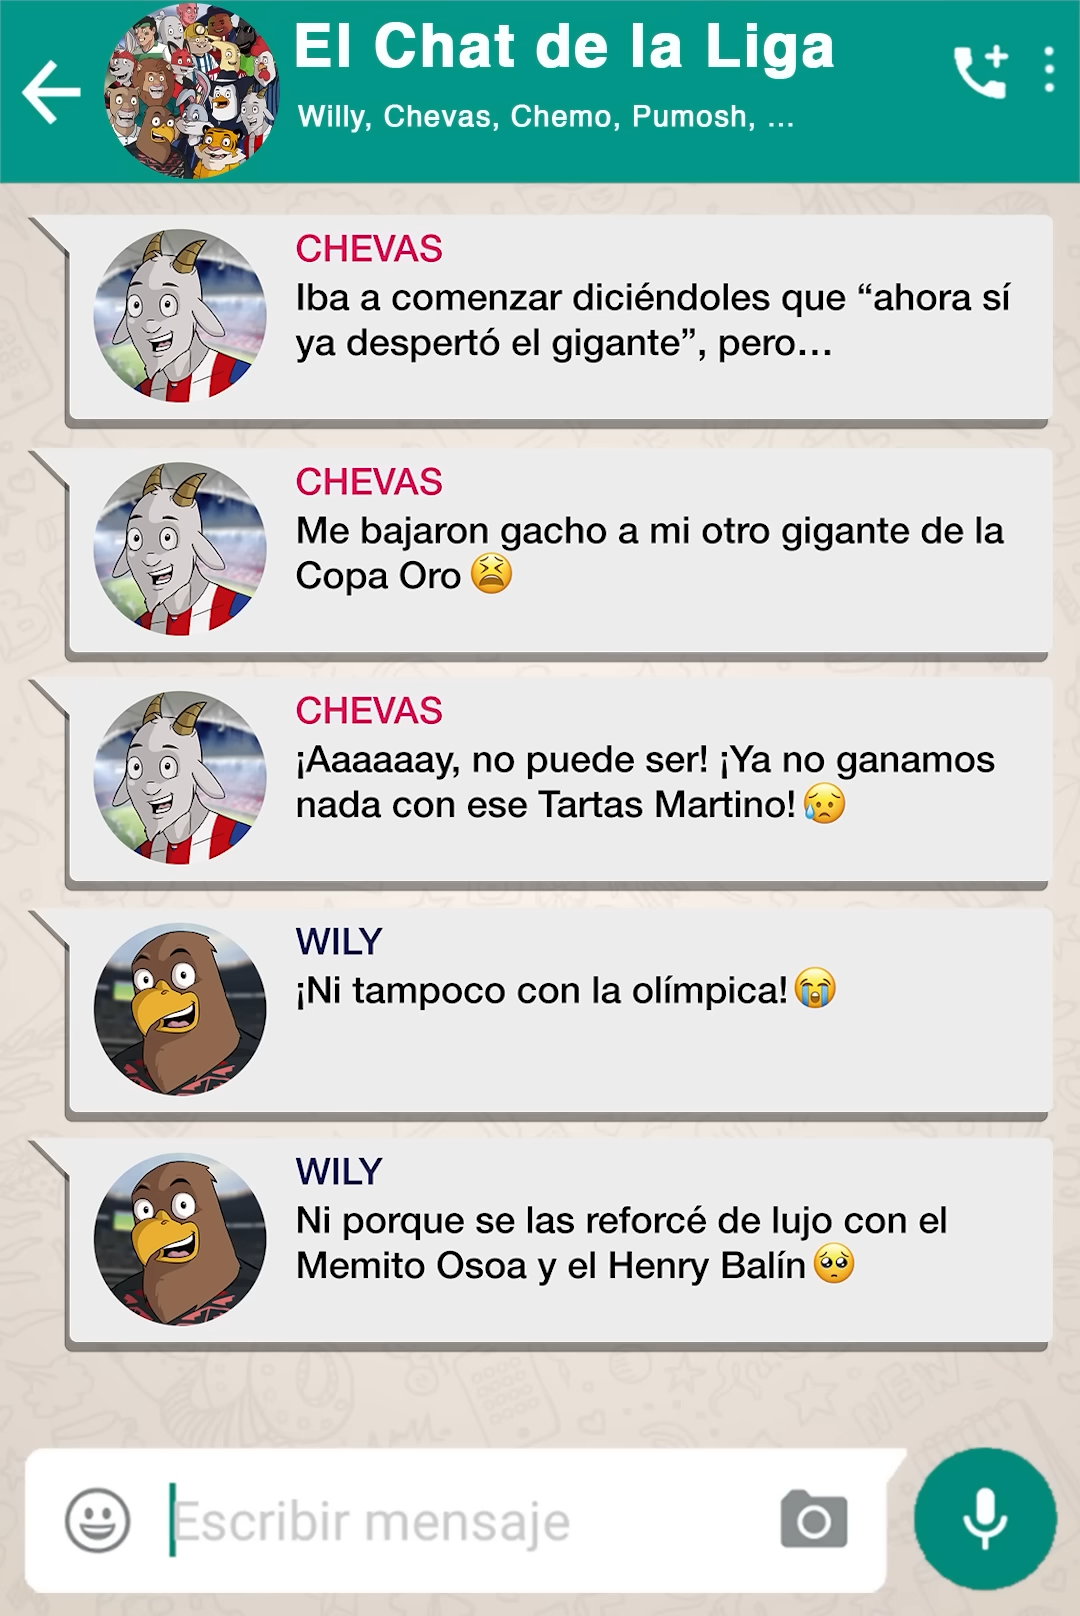 El Chat de la Liga
Willy, Chevas, Chemo, Pumosh, ...
CHEVAS
Iba a comenzar diciéndoles que “ahora sí
ya despertó el gigante”, pero...
CHEVAS
Me bajaron gacho a mi otro gigante de la
Copa Oro 😫
CHEVAS
¡Aaaaaay, no puede ser! ¡Ya no ganamos
nada con ese Tartas Martino! 😥
WILY
¡Ni tampoco con la olímpica! 😭
WILY
Ni porque se las reforcé de lujo con el
Memito Osoa y el Henry Balín 🥺
Escribir mensaje